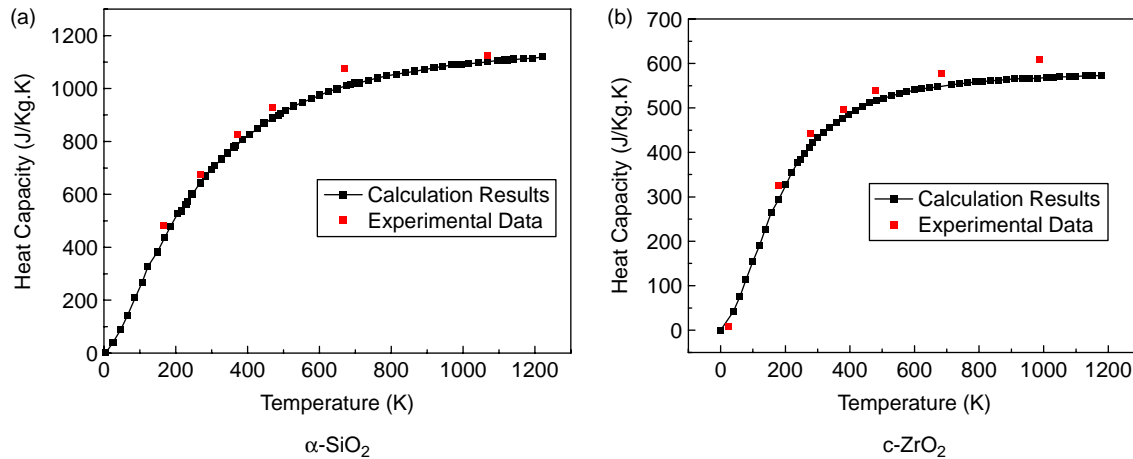 (a)
1200
1000
800
600
400
200
0
Heat Capacity (J/Kg.K)
Calculation Results
Experimental Data
0 200 400 600 800 1000 1200
Temperature (K)
α-SiO2
(b)
700
600
500
400
300
200
100
0
Heat Capacity (J/Kg.K)
Calculation Results
Experimental Data
0 200 400 600 800 1000 1200
Temperature (K)
c-ZrO2